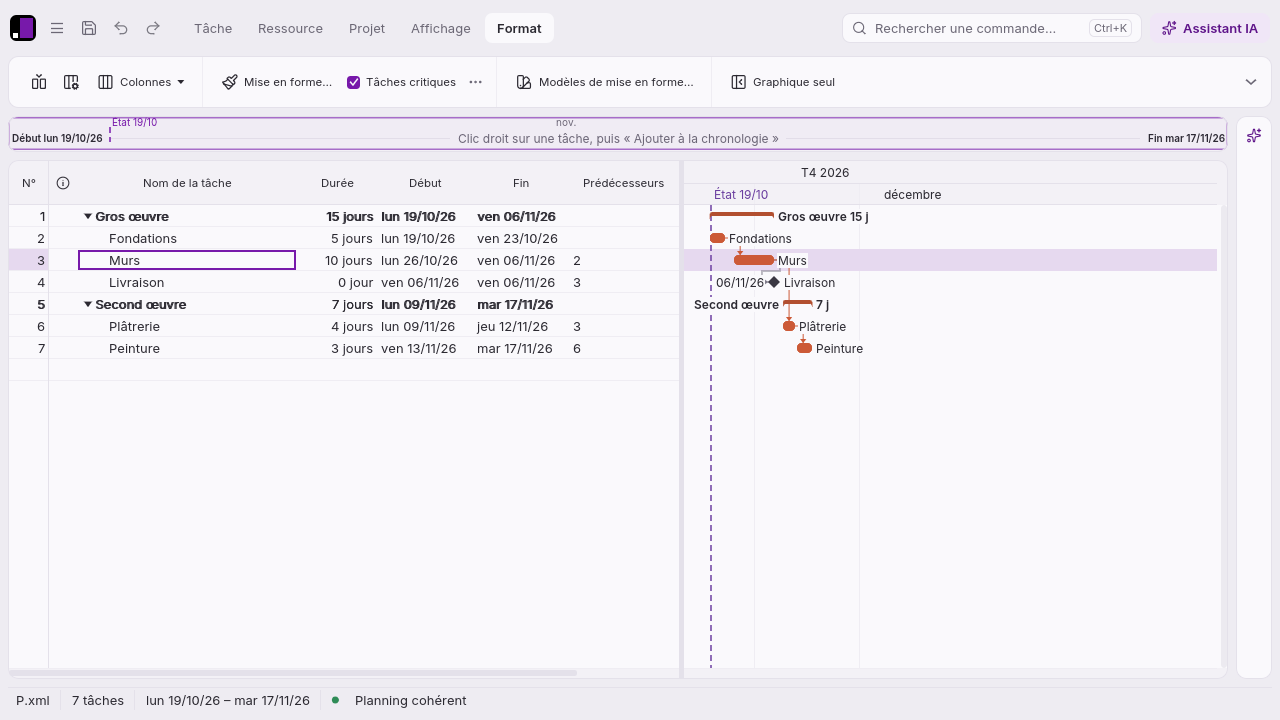 Tâche Ressource Projet Affichage Format Rechercher une commande... Ctrl+K Assistant IA
Colonnes Mise en forme... Tâches critiques Modèles de mise en forme... Graphique seul
État 19/10 nov.
Début lun 19/10/26 Clic droit sur une tâche, puis « Ajouter à la chronologie » Fin mar 17/11/26
T4 2026
N° Nom de la tâche Durée Début Fin Prédécesseurs
État 19/10 décembre
1 Gros œuvre 15 jours lun 19/10/26 ven 06/11/26 Gros œuvre 15 j
2 Fondations 5 jours lun 19/10/26 ven 23/10/26 Fondations
3 Murs 10 jours lun 26/10/26 ven 06/11/26 2 Murs
4 Livraison 0 jour ven 06/11/26 ven 06/11/26 3 06/11/26 Livraison
5 Second œuvre 7 jours lun 09/11/26 mar 17/11/26 Second œuvre 7 j
6 Plâtrerie 4 jours lun 09/11/26 jeu 12/11/26 3 Plâtrerie
7 Peinture 3 jours ven 13/11/26 mar 17/11/26 6 Peinture
P.xml 7 tâches lun 19/10/26 – mar 17/11/26 Planning cohérent